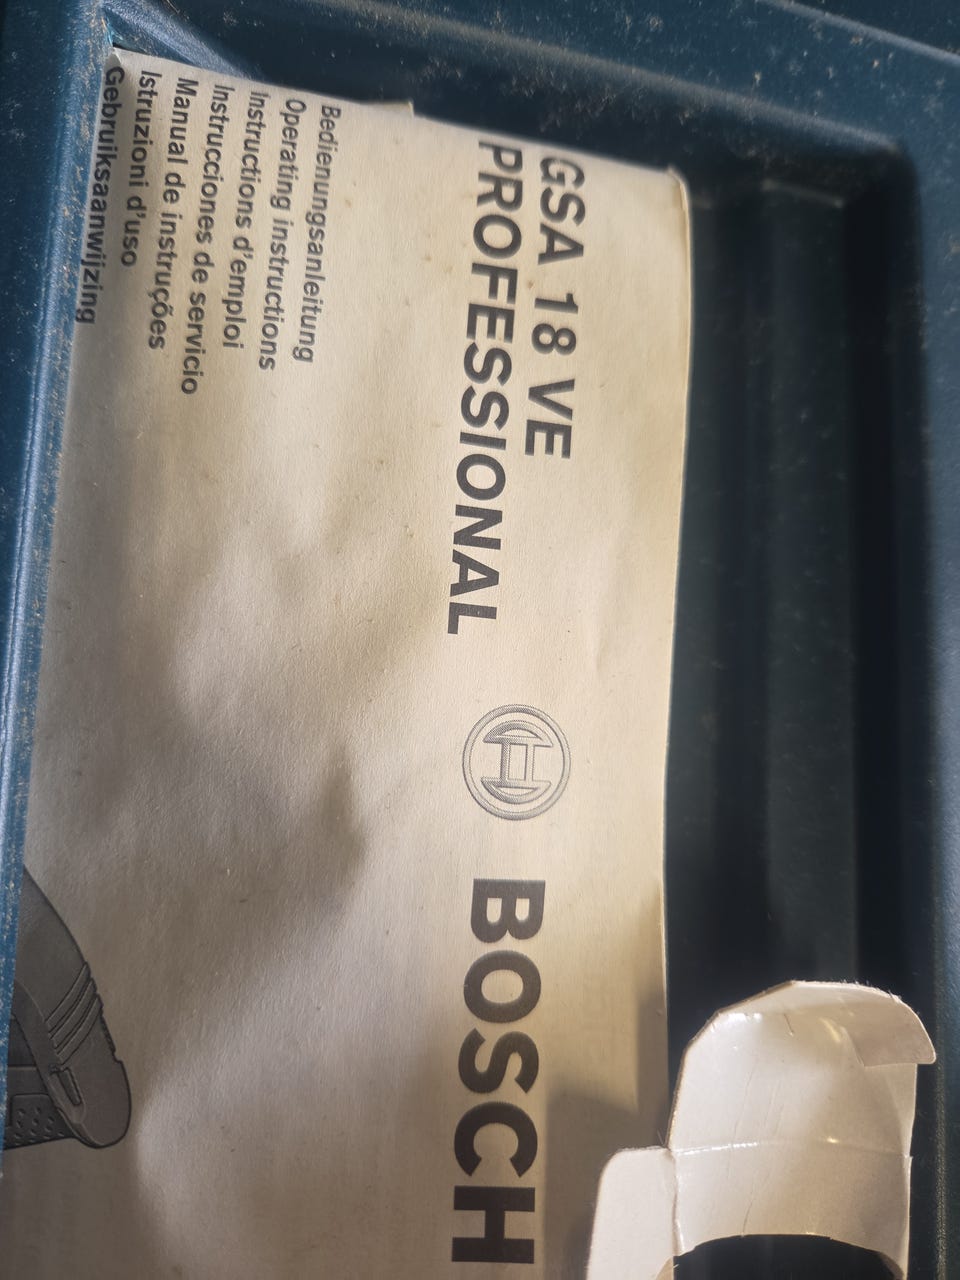 GSA 18 VE
PROFESSIONAL
BOSCH
Bedienungsanleitung
Operating instructions
Instructions d'emploi
Instrucciones de servicio
Manual de instruções
Istruzioni d'uso
Gebruiksaanwijzing